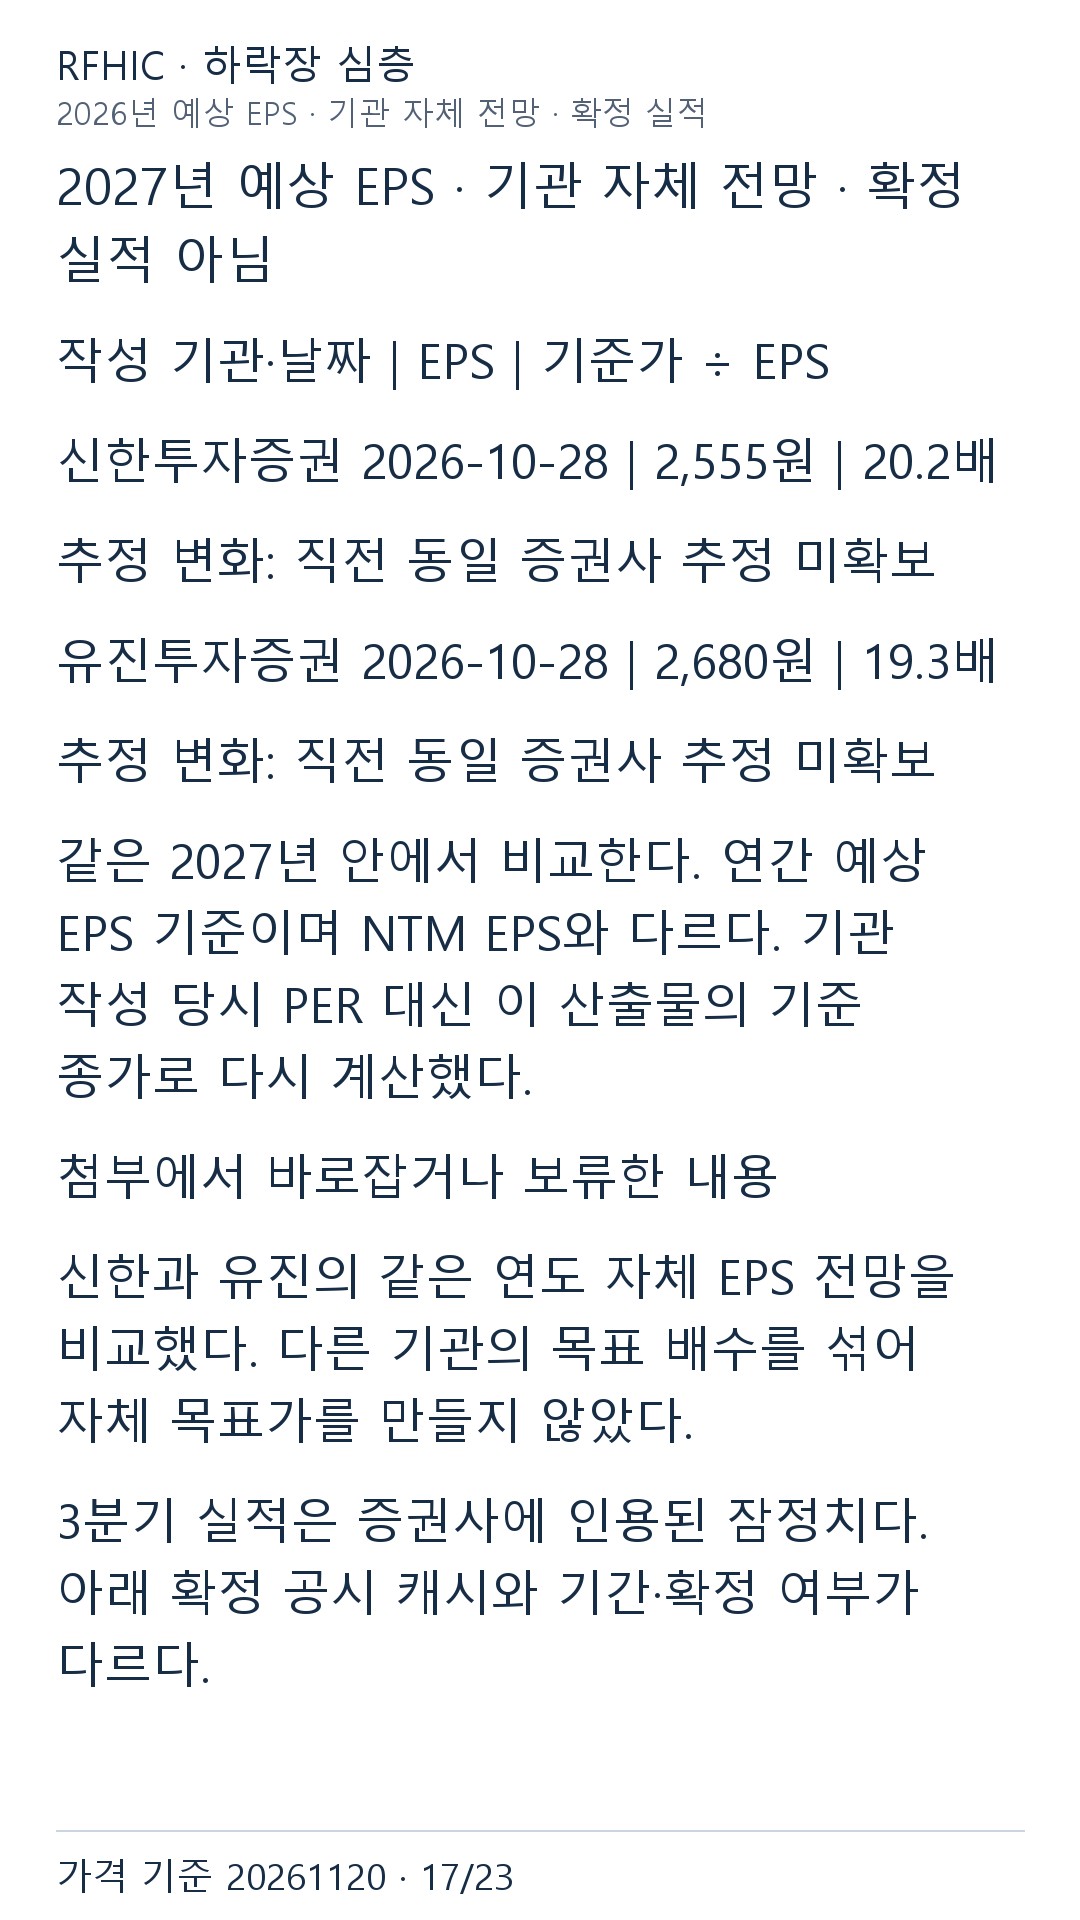 RFHIC · 하락장 심층
2026년 예상 EPS · 기관 자체 전망 · 확정 실적
2027년 예상 EPS · 기관 자체 전망 · 확정
실적 아님
작성 기관·날짜 | EPS | 기준가 ÷ EPS
신한투자증권 2026-10-28 | 2,555원 | 20.2배
추정 변화: 직전 동일 증권사 추정 미확보
유진투자증권 2026-10-28 | 2,680원 | 19.3배
추정 변화: 직전 동일 증권사 추정 미확보
같은 2027년 안에서 비교한다. 연간 예상
EPS 기준이며 NTM EPS와 다르다. 기관
작성 당시 PER 대신 이 산출물의 기준
종가로 다시 계산했다.
첨부에서 바로잡거나 보류한 내용
신한과 유진의 같은 연도 자체 EPS 전망을
비교했다. 다른 기관의 목표 배수를 섞어
자체 목표가를 만들지 않았다.
3분기 실적은 증권사에 인용된 잠정치다.
아래 확정 공시 캐시와 기간·확정 여부가
다르다.
가격 기준 20261120 · 17/23